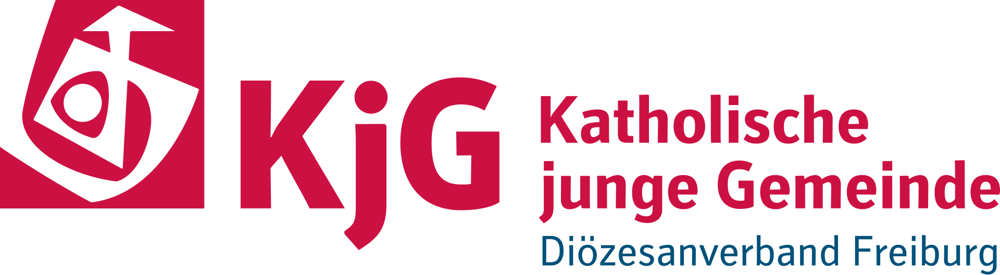 KjG
Katholische
junge Gemeinde
Diözesanverband Freiburg